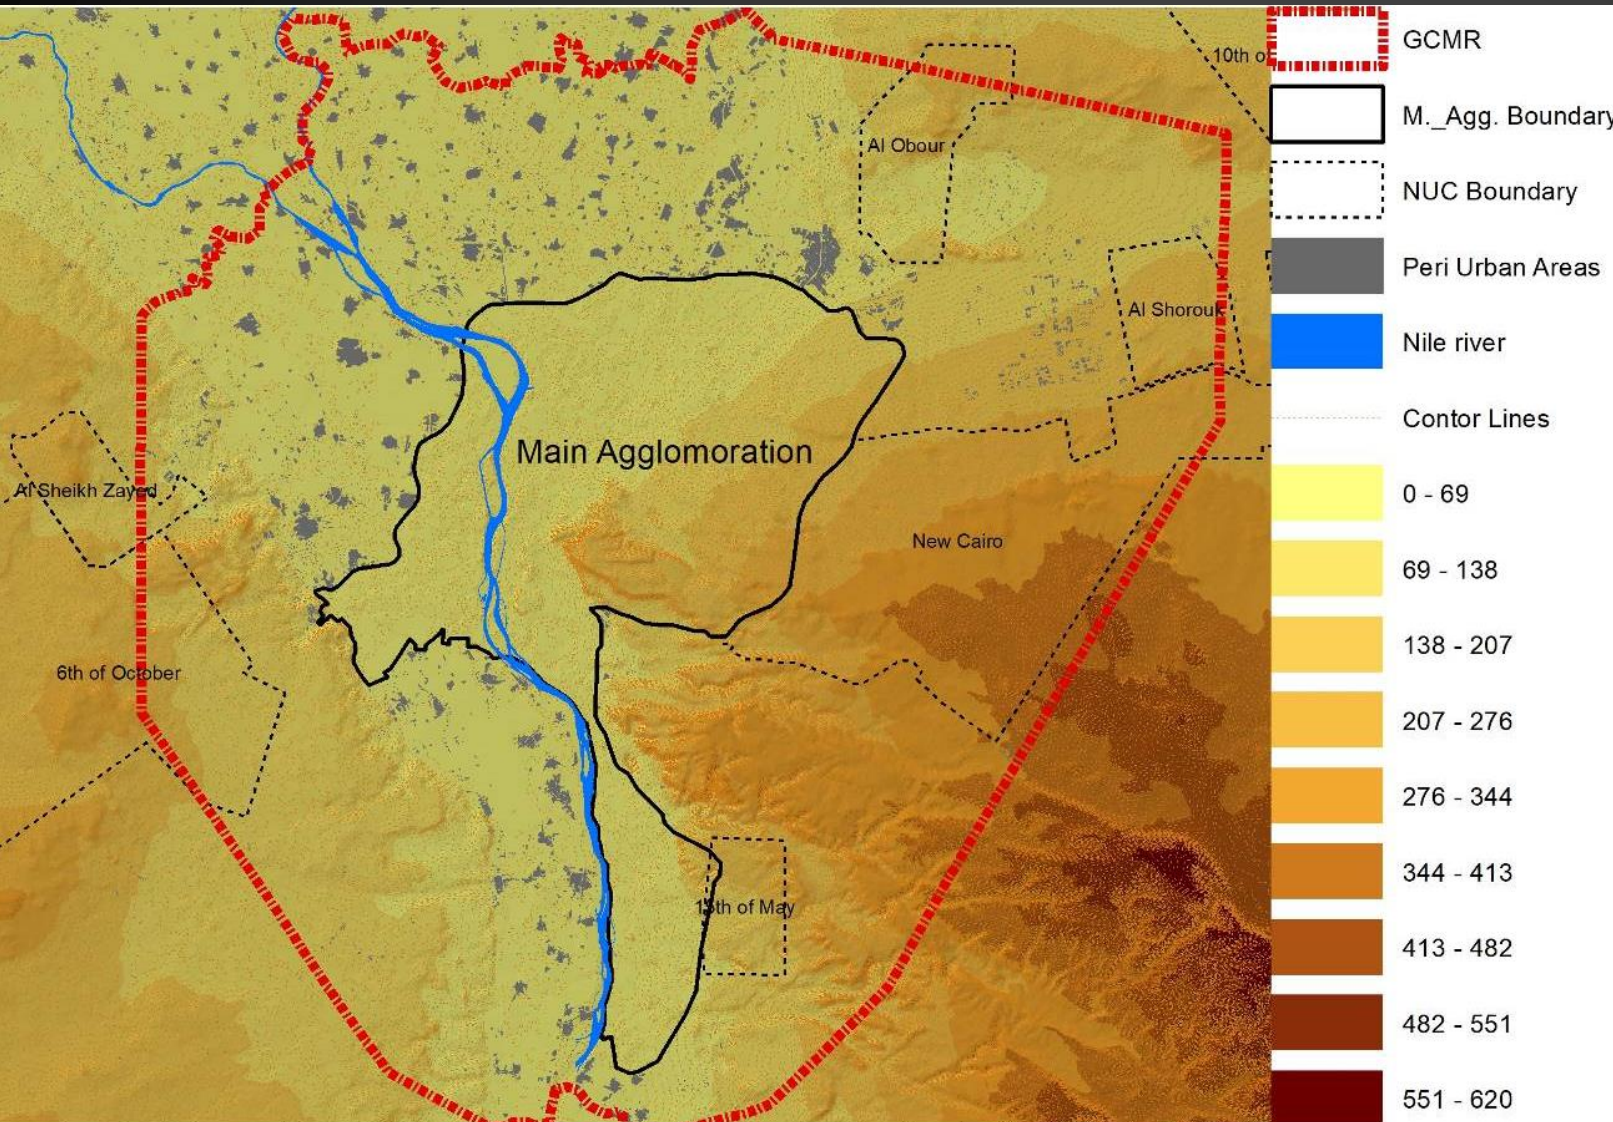 10th o
Al Obour
Al Shorouk
Main Agglomoration
Al Sheikh Zayed
New Cairo
6th of October
15th of May
GCMR
M._Agg. Boundary
NUC Boundary
Peri Urban Areas
Nile river
Contor Lines
0 - 69
69 - 138
138 - 207
207 - 276
276 - 344
344 - 413
413 - 482
482 - 551
551 - 620